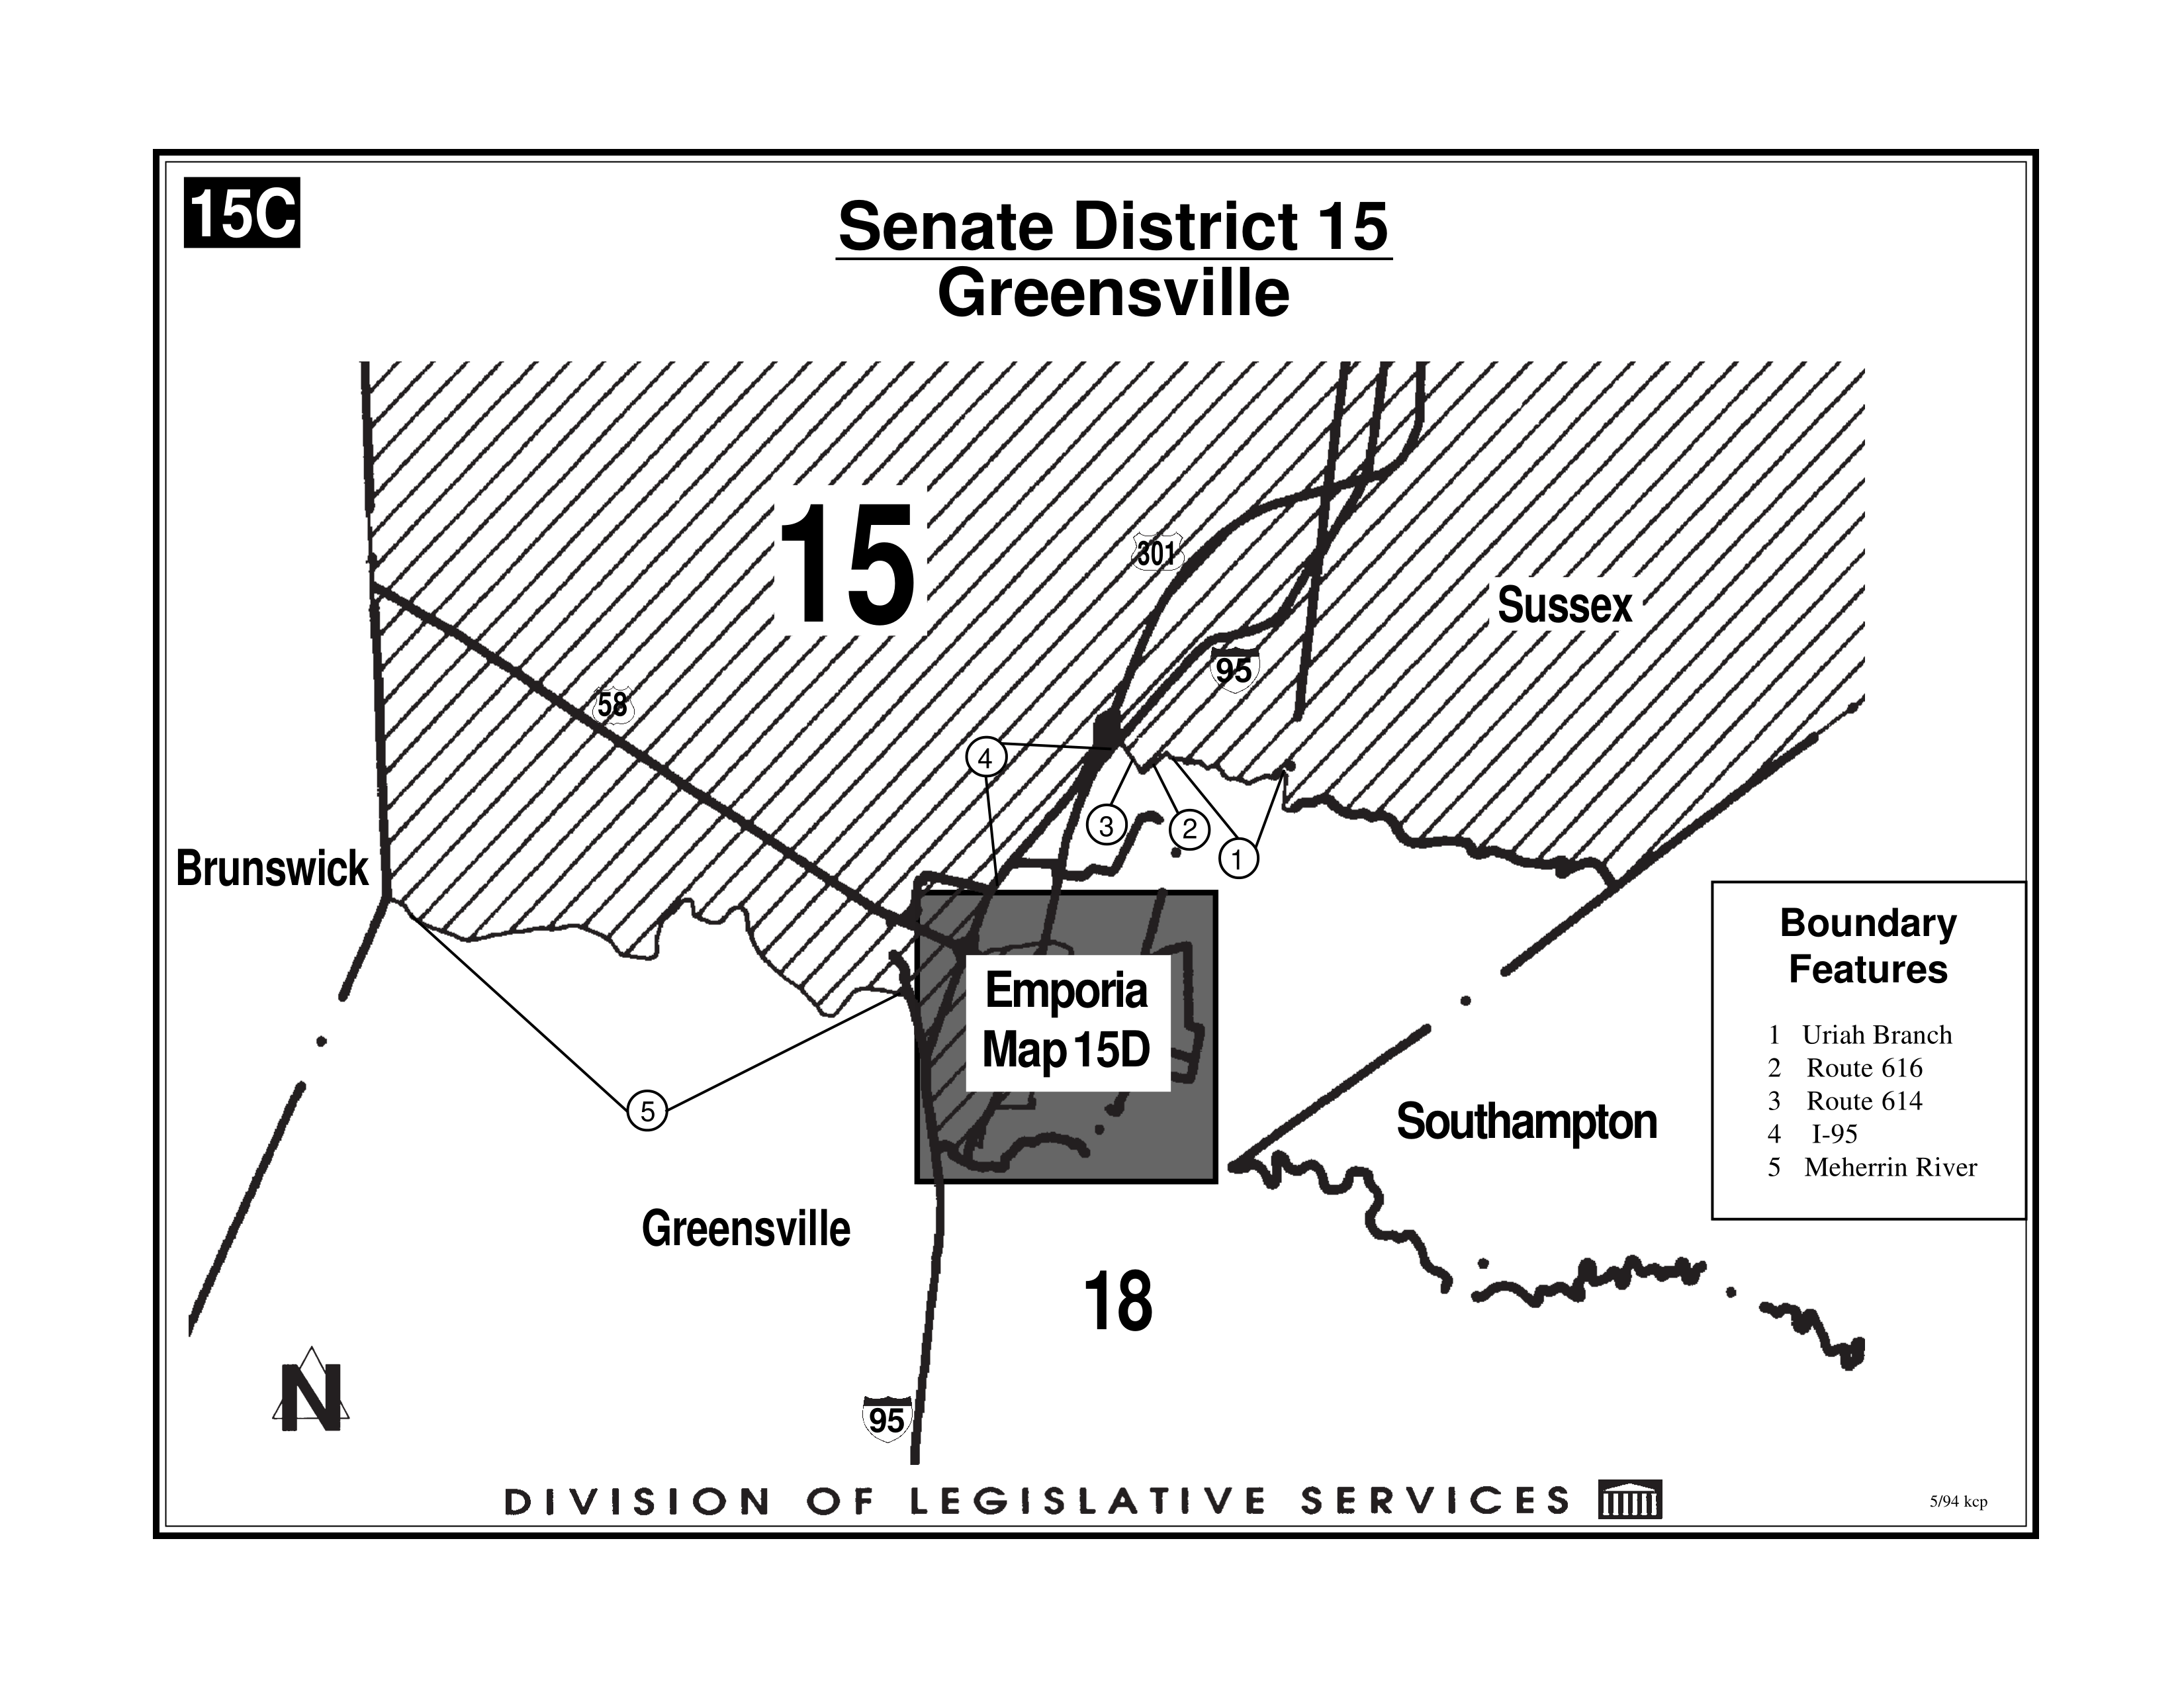 15C
Senate District 15
Greensville
15
301
Sussex
95
58
4
3
2
1
Brunswick
Boundary
Features
1 Uriah Branch
2 Route 616
3 Route 614
4 I-95
5 Meherrin River
Emporia
Map 15D
5
Southampton
Greensville
18
N
95
DIVISION OF LEGISLATIVE SERVICES
5/94 kcp